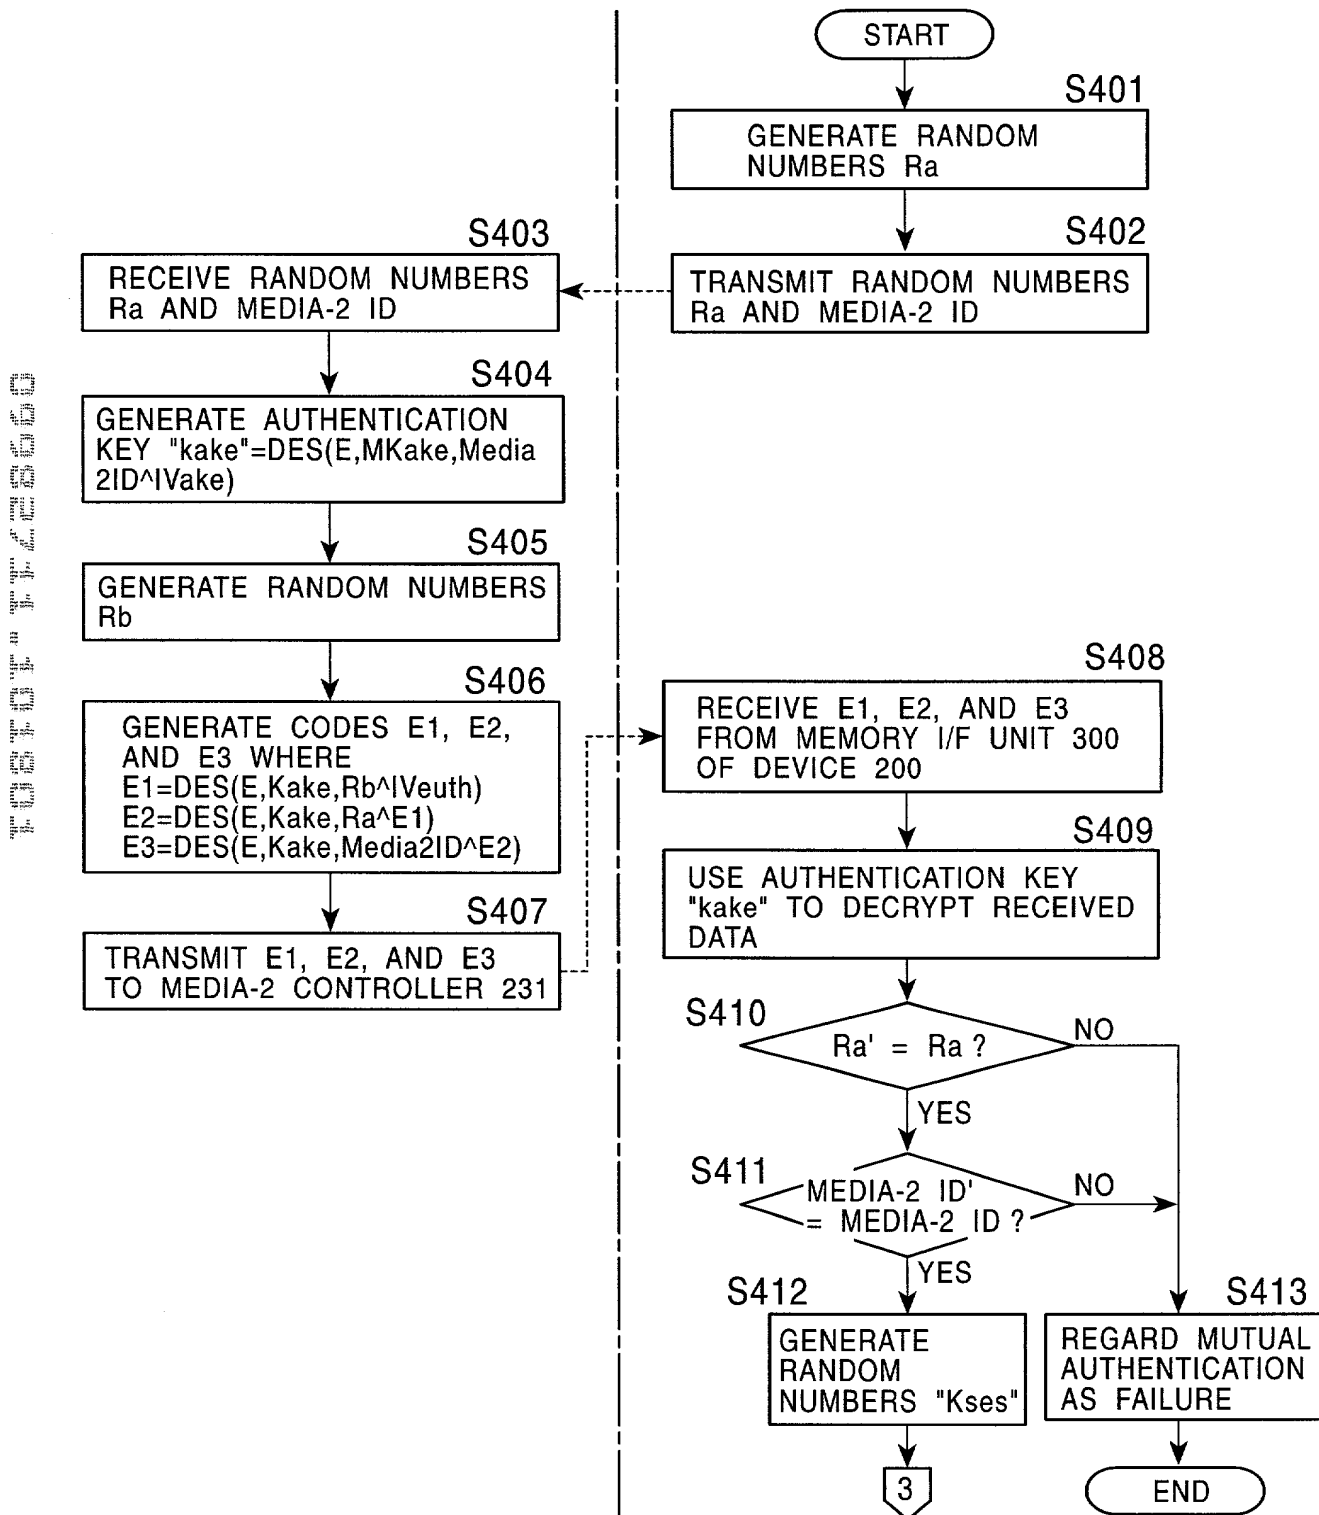 START
S401
GENERATE RANDOM
NUMBERS Ra
S402
TRANSMIT RANDOM NUMBERS
Ra AND MEDIA-2 ID
S403
RECEIVE RANDOM NUMBERS
Ra AND MEDIA-2 ID
S404
GENERATE AUTHENTICATION
KEY "kake"=DES(E,MKake,Media
2ID^IVake)
S405
GENERATE RANDOM NUMBERS
Rb
S406
GENERATE CODES E1, E2,
AND E3 WHERE
E1=DES(E,Kake,Rb^IVeuth)
E2=DES(E,Kake,Ra^E1)
E3=DES(E,Kake,Media2ID^E2)
S407
TRANSMIT E1, E2, AND E3
TO MEDIA-2 CONTROLLER 231
S408
RECEIVE E1, E2, AND E3
FROM MEMORY I/F UNIT 300
OF DEVICE 200
S409
USE AUTHENTICATION KEY
"kake" TO DECRYPT RECEIVED
DATA
S410
Ra' = Ra ?
NO
YES
S411
MEDIA-2 ID'
= MEDIA-2 ID ?
NO
YES
S412
GENERATE
RANDOM
NUMBERS "Kses"
3
S413
REGARD MUTUAL
AUTHENTICATION
AS FAILURE
END